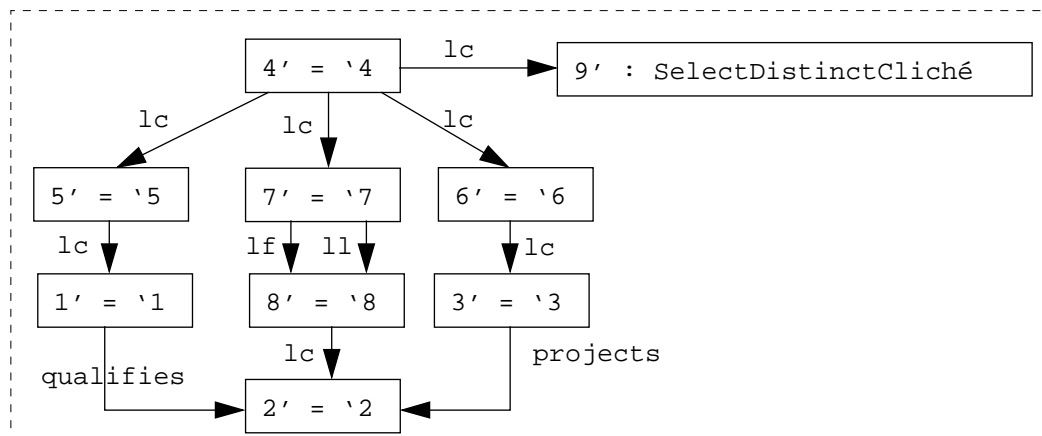 4′ = ‵4
lc
9′ : SelectDistinctCliché
lc
lc
lc
5′ = ‵5
7′ = ‵7
6′ = ‵6
lc
lf
ll
lc
1′ = ‵1
8′ = ‵8
3′ = ‵3
qualifies
lc
projects
2′ = ‵2